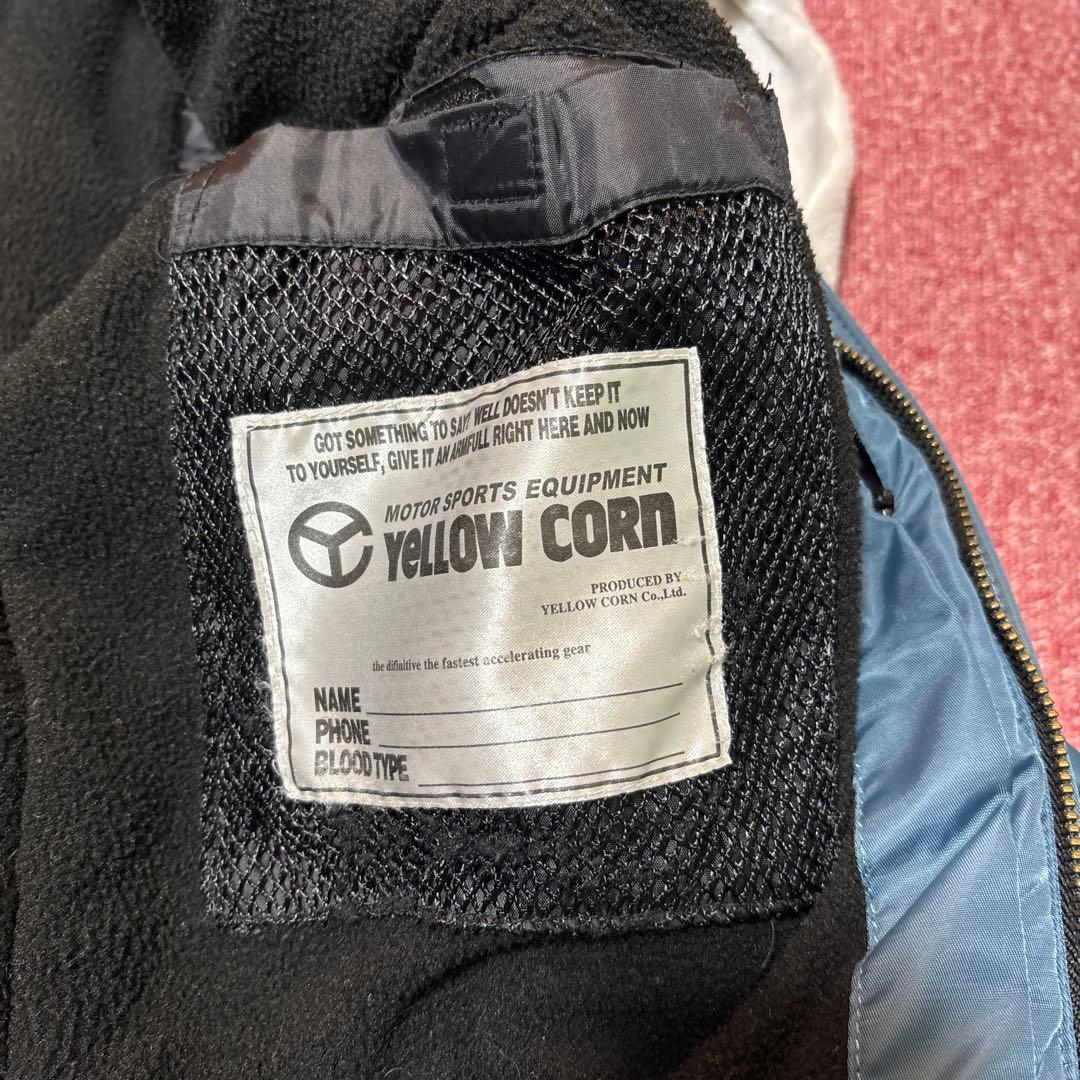 GOT SOMETHING TO SAY? WELL DOESN'T KEEP IT
TO YOURSELF, GIVE IT AN ARMFULL RIGHT HERE AND NOW
MOTOR SPORTS EQUIPMENT
YELLOW CORN
PRODUCED BY
YELLOW CORN Co.,Ltd.
the difinitive the fastest accelerating gear
NAME
PHONE
BLOOD TYPE